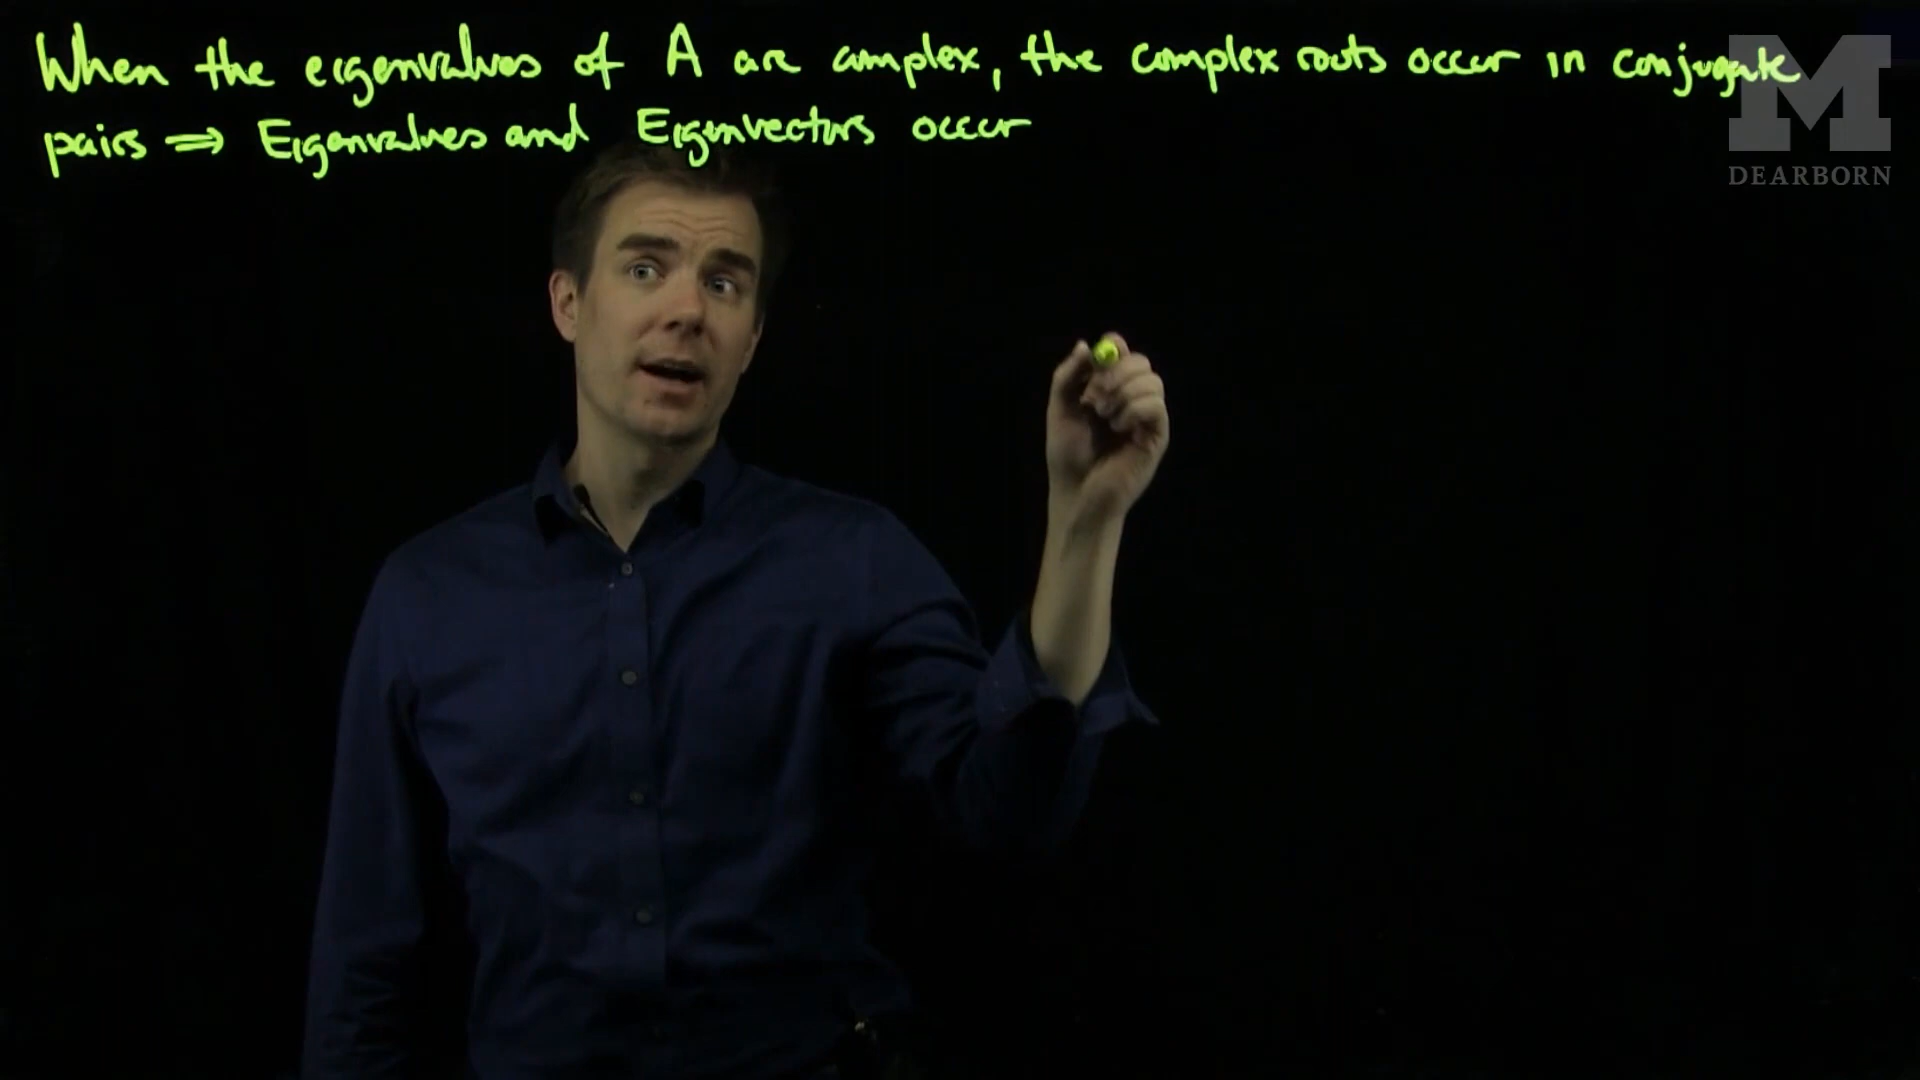 When the eigenvalues of A are complex, the complex roots occur in conjugate
pairs ⇒ Eigenvalues and Eigenvectors occur
M
DEARBORN